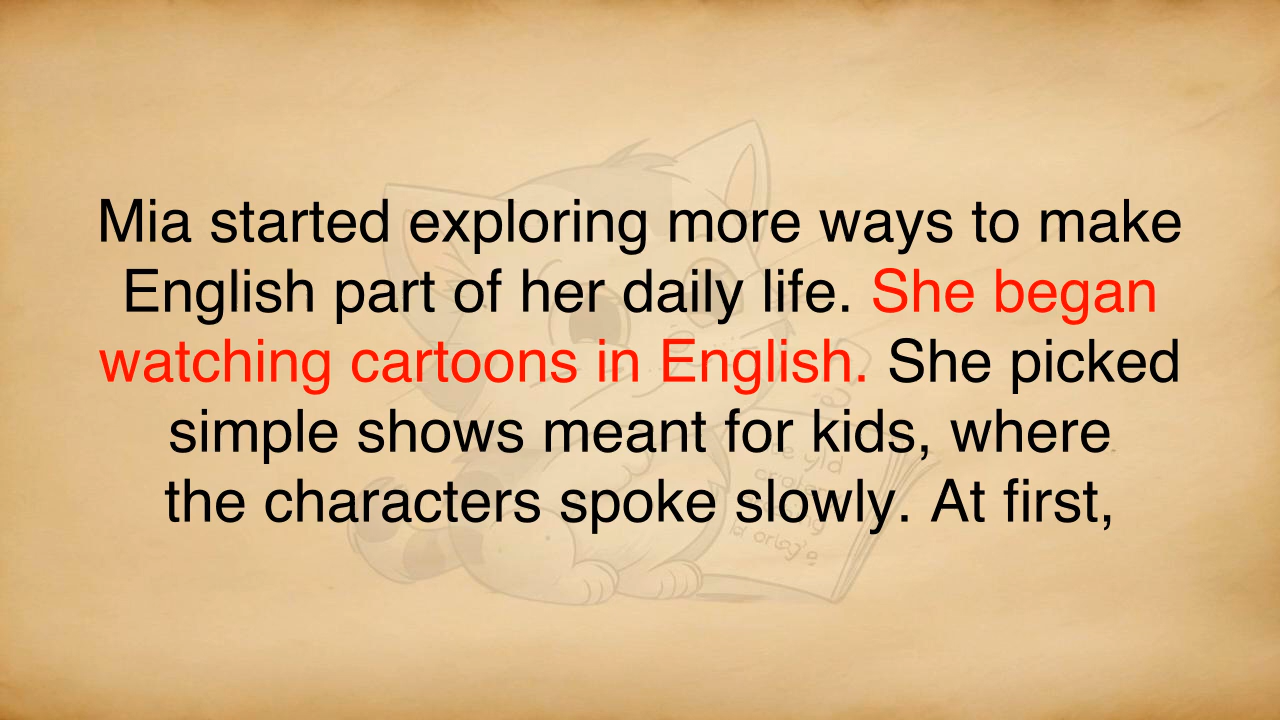 Mia started exploring more ways to make
English part of her daily life. She began
watching cartoons in English. She picked
simple shows meant for kids, where
the characters spoke slowly. At first,